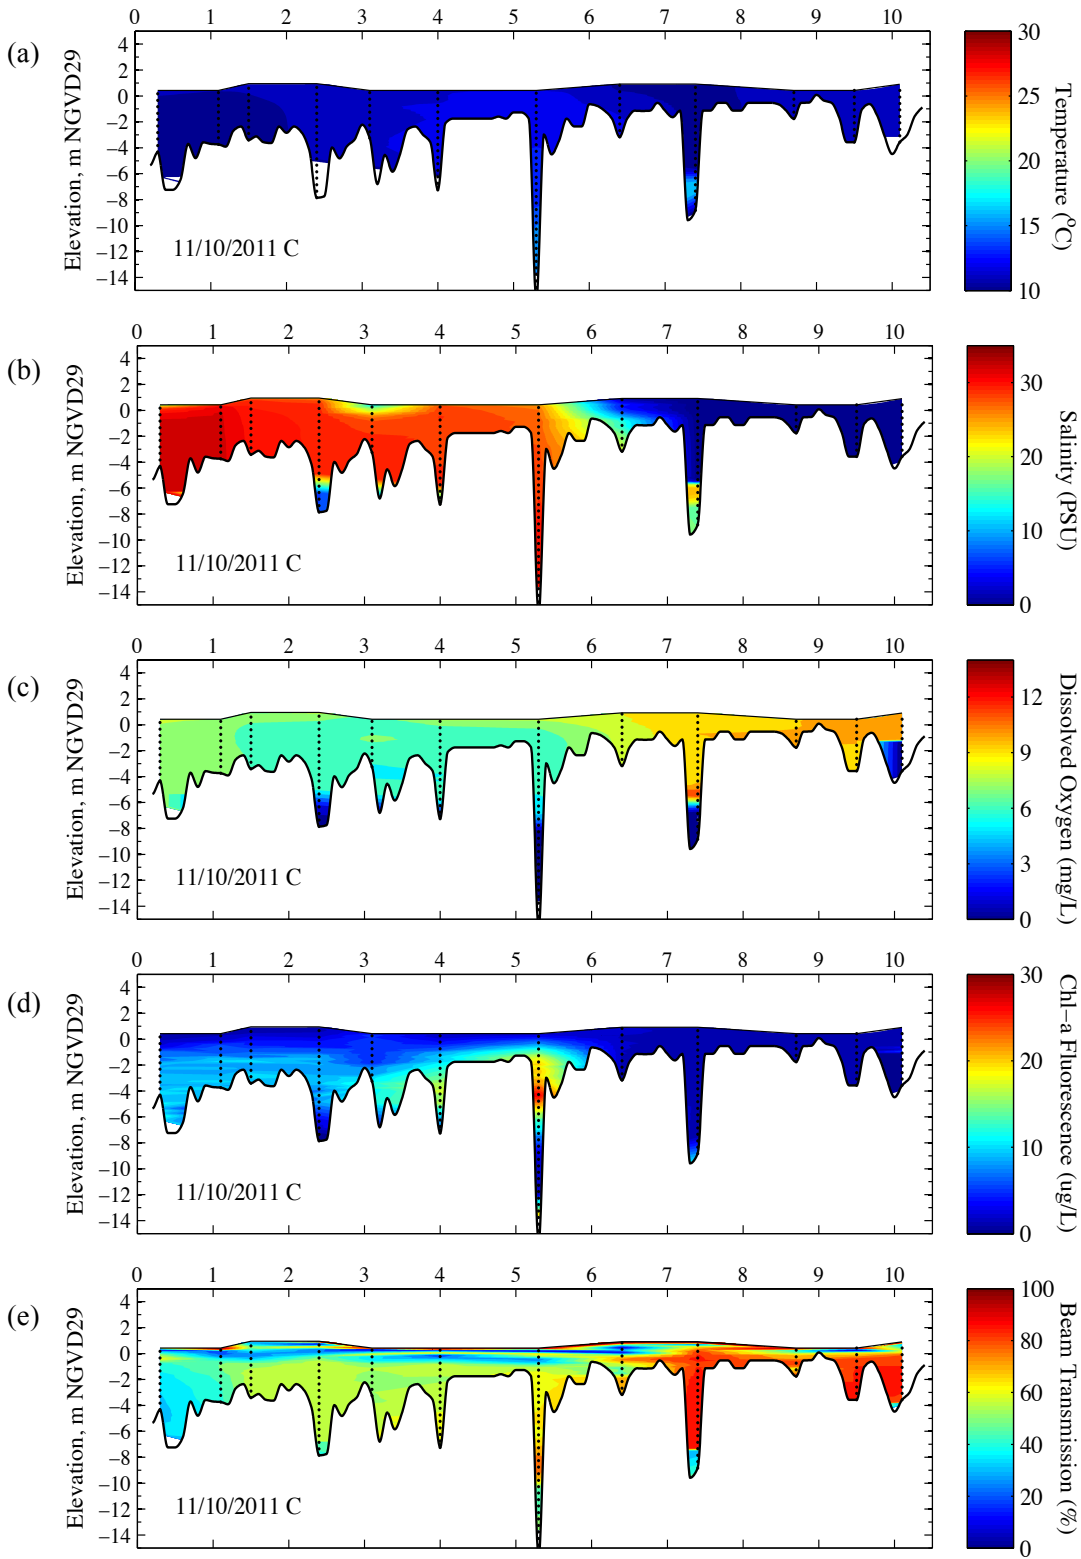 0 1 2 3 4 5 6 7 8 9 10
(a)
4
2
0
−2
−4
−6
−8
−10
−12
−14
Elevation, m NGVD29
11/10/2011 C
30
25
20
15
10
Temperature (°C)
0 1 2 3 4 5 6 7 8 9 10
(b)
4
2
0
−2
−4
−6
−8
−10
−12
−14
Elevation, m NGVD29
11/10/2011 C
30
20
10
0
Salinity (PSU)
0 1 2 3 4 5 6 7 8 9 10
(c)
4
2
0
−2
−4
−6
−8
−10
−12
−14
Elevation, m NGVD29
11/10/2011 C
12
9
6
3
0
Dissolved Oxygen (mg/L)
0 1 2 3 4 5 6 7 8 9 10
(d)
4
2
0
−2
−4
−6
−8
−10
−12
−14
Elevation, m NGVD29
11/10/2011 C
30
20
10
0
Chl−a Fluorescence (ug/L)
0 1 2 3 4 5 6 7 8 9 10
(e)
4
2
0
−2
−4
−6
−8
−10
−12
−14
Elevation, m NGVD29
11/10/2011 C
100
80
60
40
20
0
Beam Transmission (%)